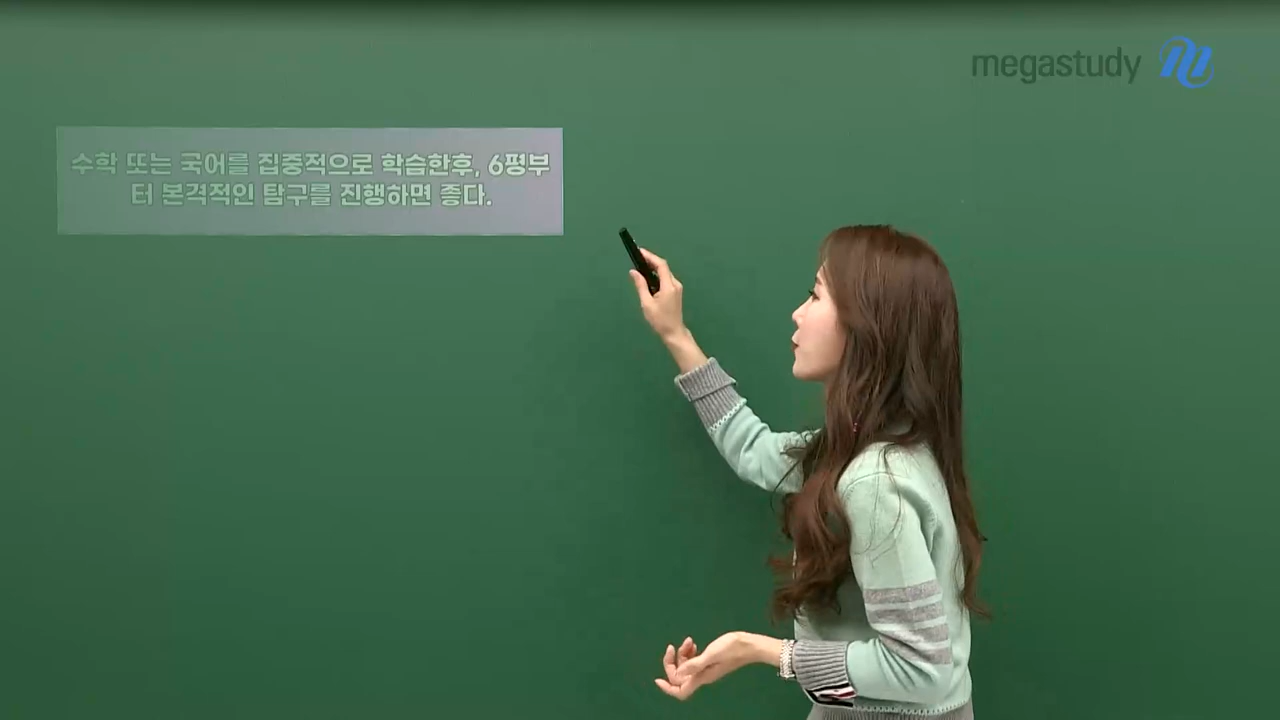 megastudy
수학 또는 국어를 집중적으로 학습한후, 6평부
터 본격적인 탐구를 진행하면 좋다.